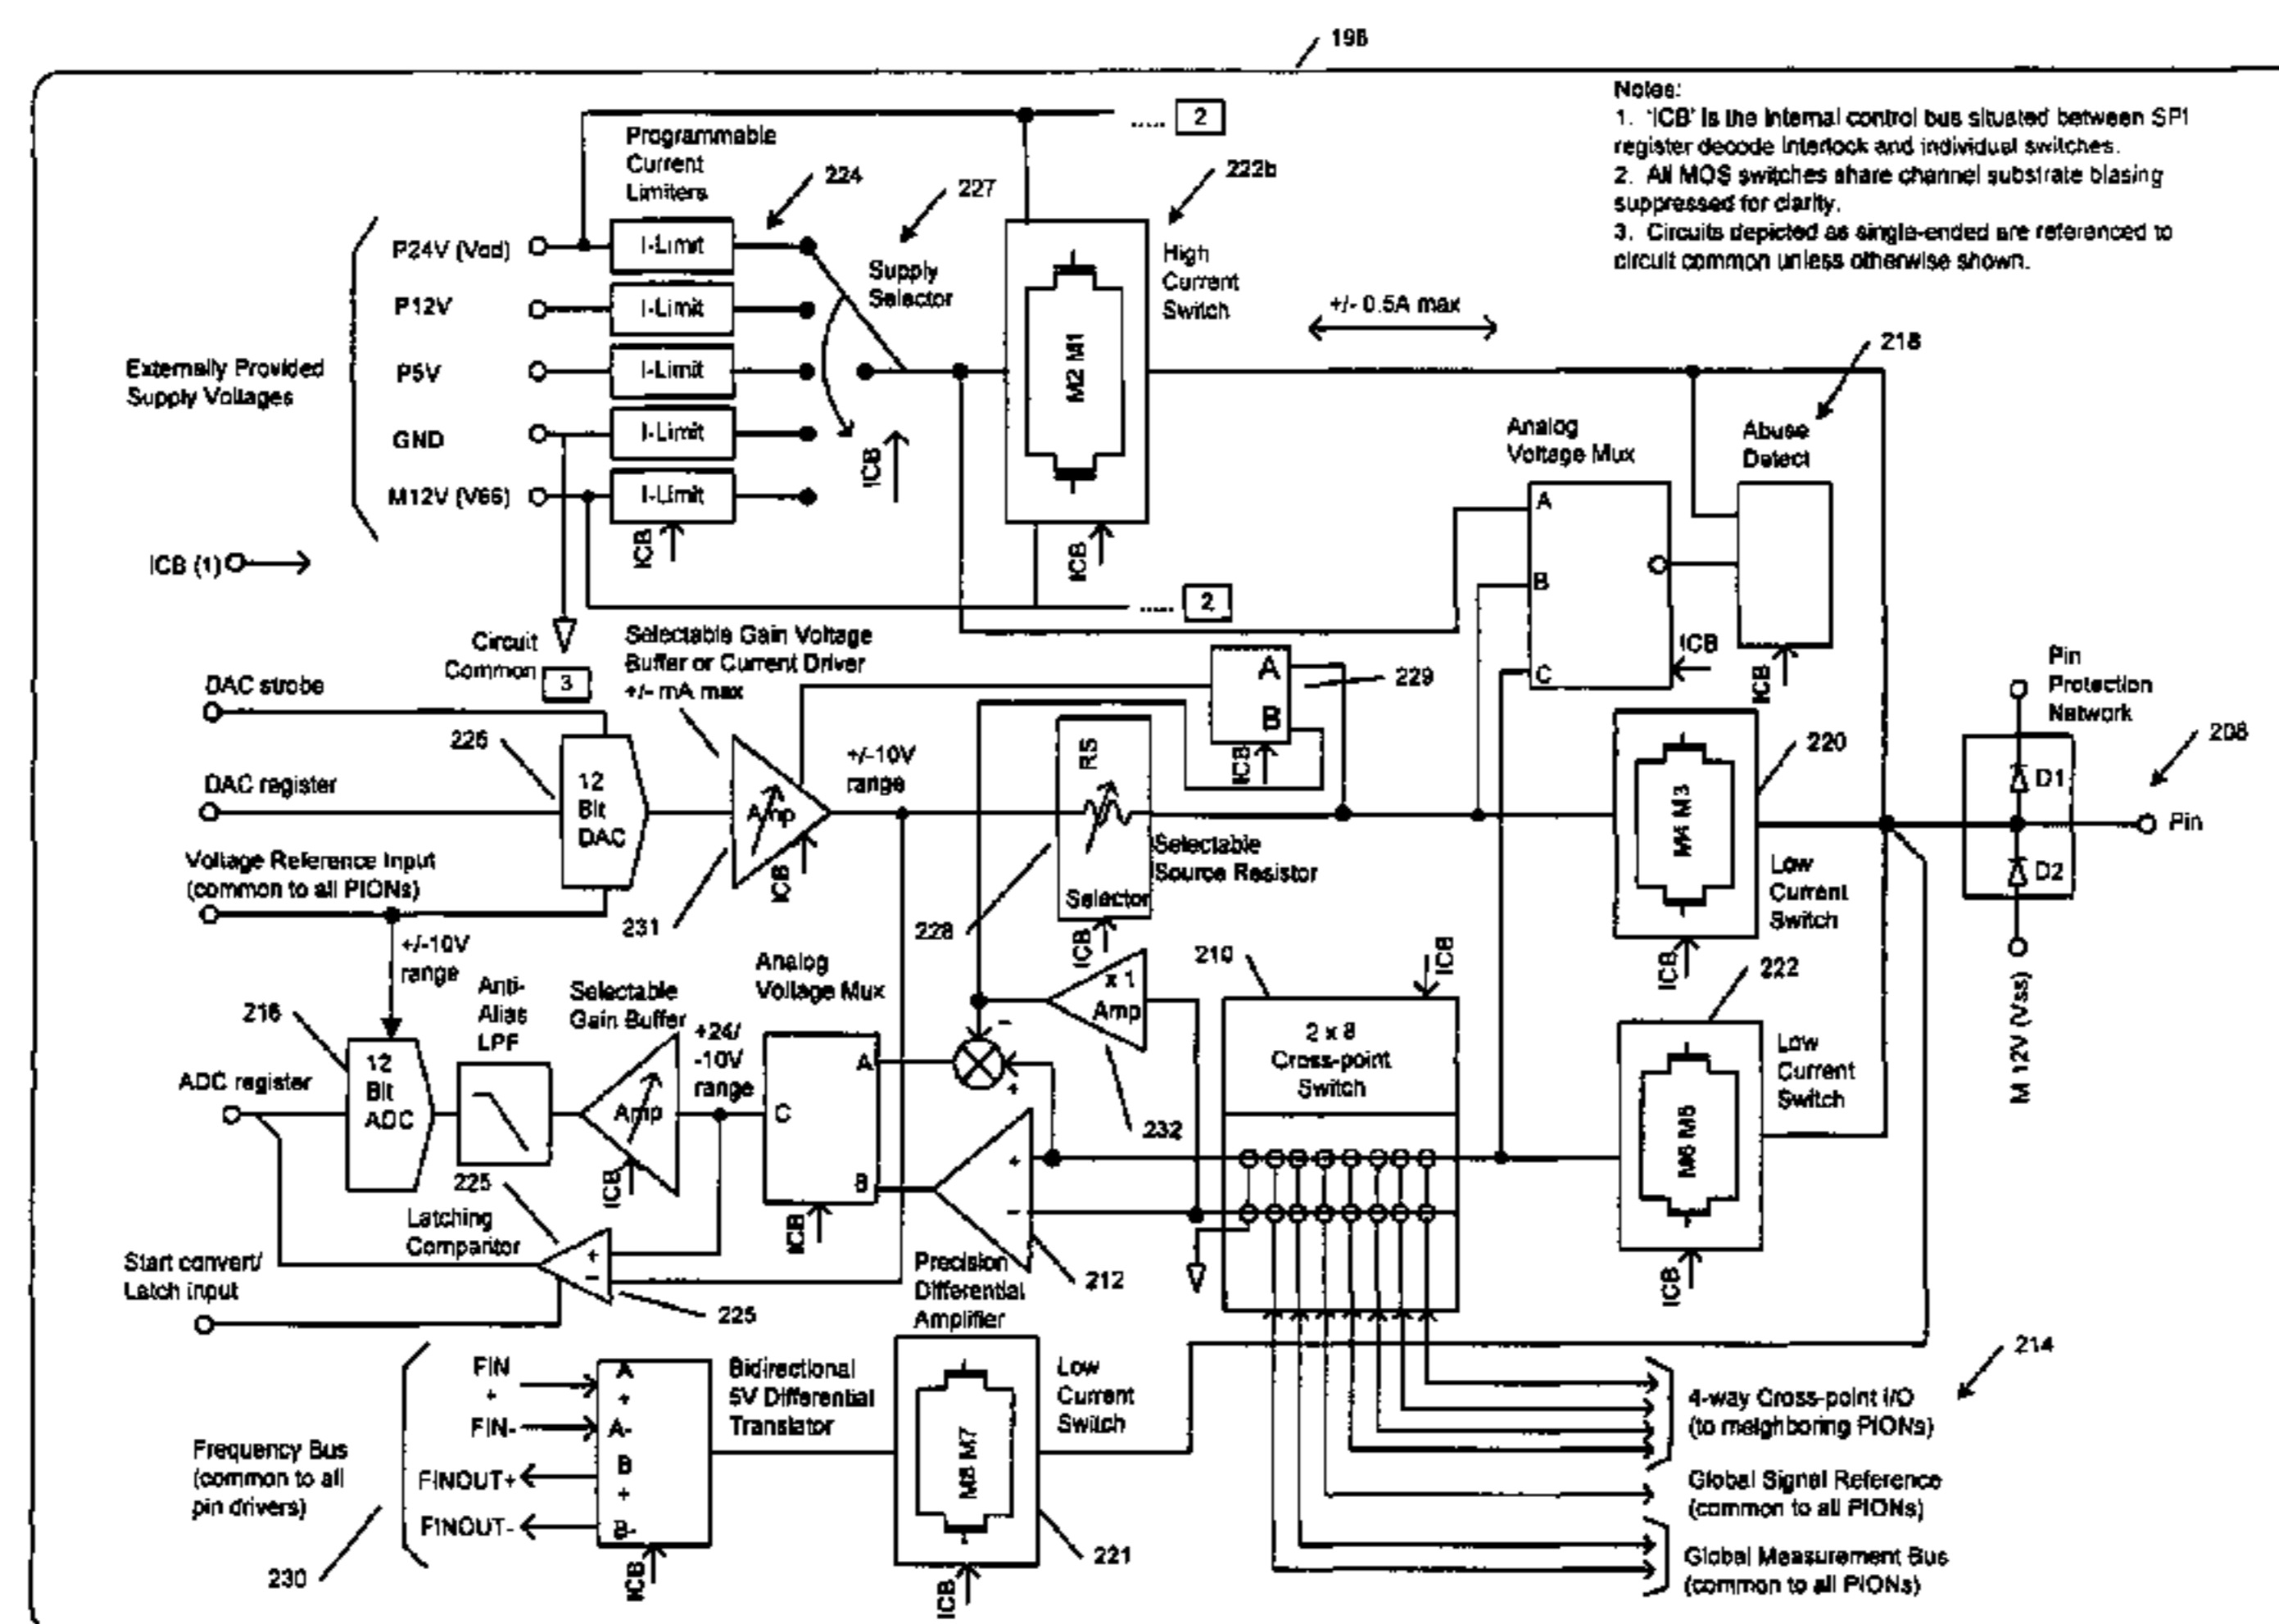 198
Notes:
1. 'ICB' is the internal control bus situated between SPI
register decode interlock and individual switches.
2. All MOS switches share channel substrate biasing
suppressed for clarity.
3. Circuits depicted as single-ended are referenced to
circuit common unless otherwise shown.
2
Programmable
Current
Limiters
224
227
222b
P24V (Vdd)
I-Limit
P12V
I-Limit
P5V
I-Limit
GND
I-Limit
M12V (V66)
I-Limit
Externally Provided
Supply Voltages
Supply
Selector
ICB
ICB
High
Current
Switch
M2 M1
ICB
+/- 0.5A max
218
Analog
Voltage Mux
Abuse
Detect
A
B
C
ICB
ICB
ICB (1)
2
Circuit
Common
3
Selectable Gain Voltage
Buffer or Current Driver
+/- mA max
A
B
ICB
229
DAC strobe
226
DAC register
12
Bit
DAC
Amp
ICB
231
+/-10V
range
RS
Selector
ICB
228
Selectable
Source Resistor
M4 M3
220
Low
Current
Switch
ICB
Pin
Protection
Network
208
D1
D2
Pin
M 12V (Vss)
Voltage Reference Input
(common to all PIONs)
+/-10V
range
216
Anti-
Alias
LPF
Selectable
Gain Buffer
+24/
-10V
range
Analog
Voltage Mux
ADC register
12
Bit
ADC
Amp
ICB
A
C
B
ICB
-
+
x 1
Amp
232
210
ICB
2 x 8
Cross-point
Switch
222
M6 M5
Low
Current
Switch
ICB
225
Latching
Comparitor
+
-
225
Start convert/
Latch input
+
-
Precision
Differential
Amplifier
212
FIN
+
FIN-
FINOUT+
FINOUT-
A
+
A-
B
+
B-
ICB
Frequency Bus
(common to all
pin drivers)
230
Bidirectional
5V Differential
Translator
M8 M7
Low
Current
Switch
221
ICB
214
4-way Cross-point I/O
(to meighboring PIONs)
Global Signal Reference
(common to all PIONs)
Global Measurement Bus
(common to all PIONs)